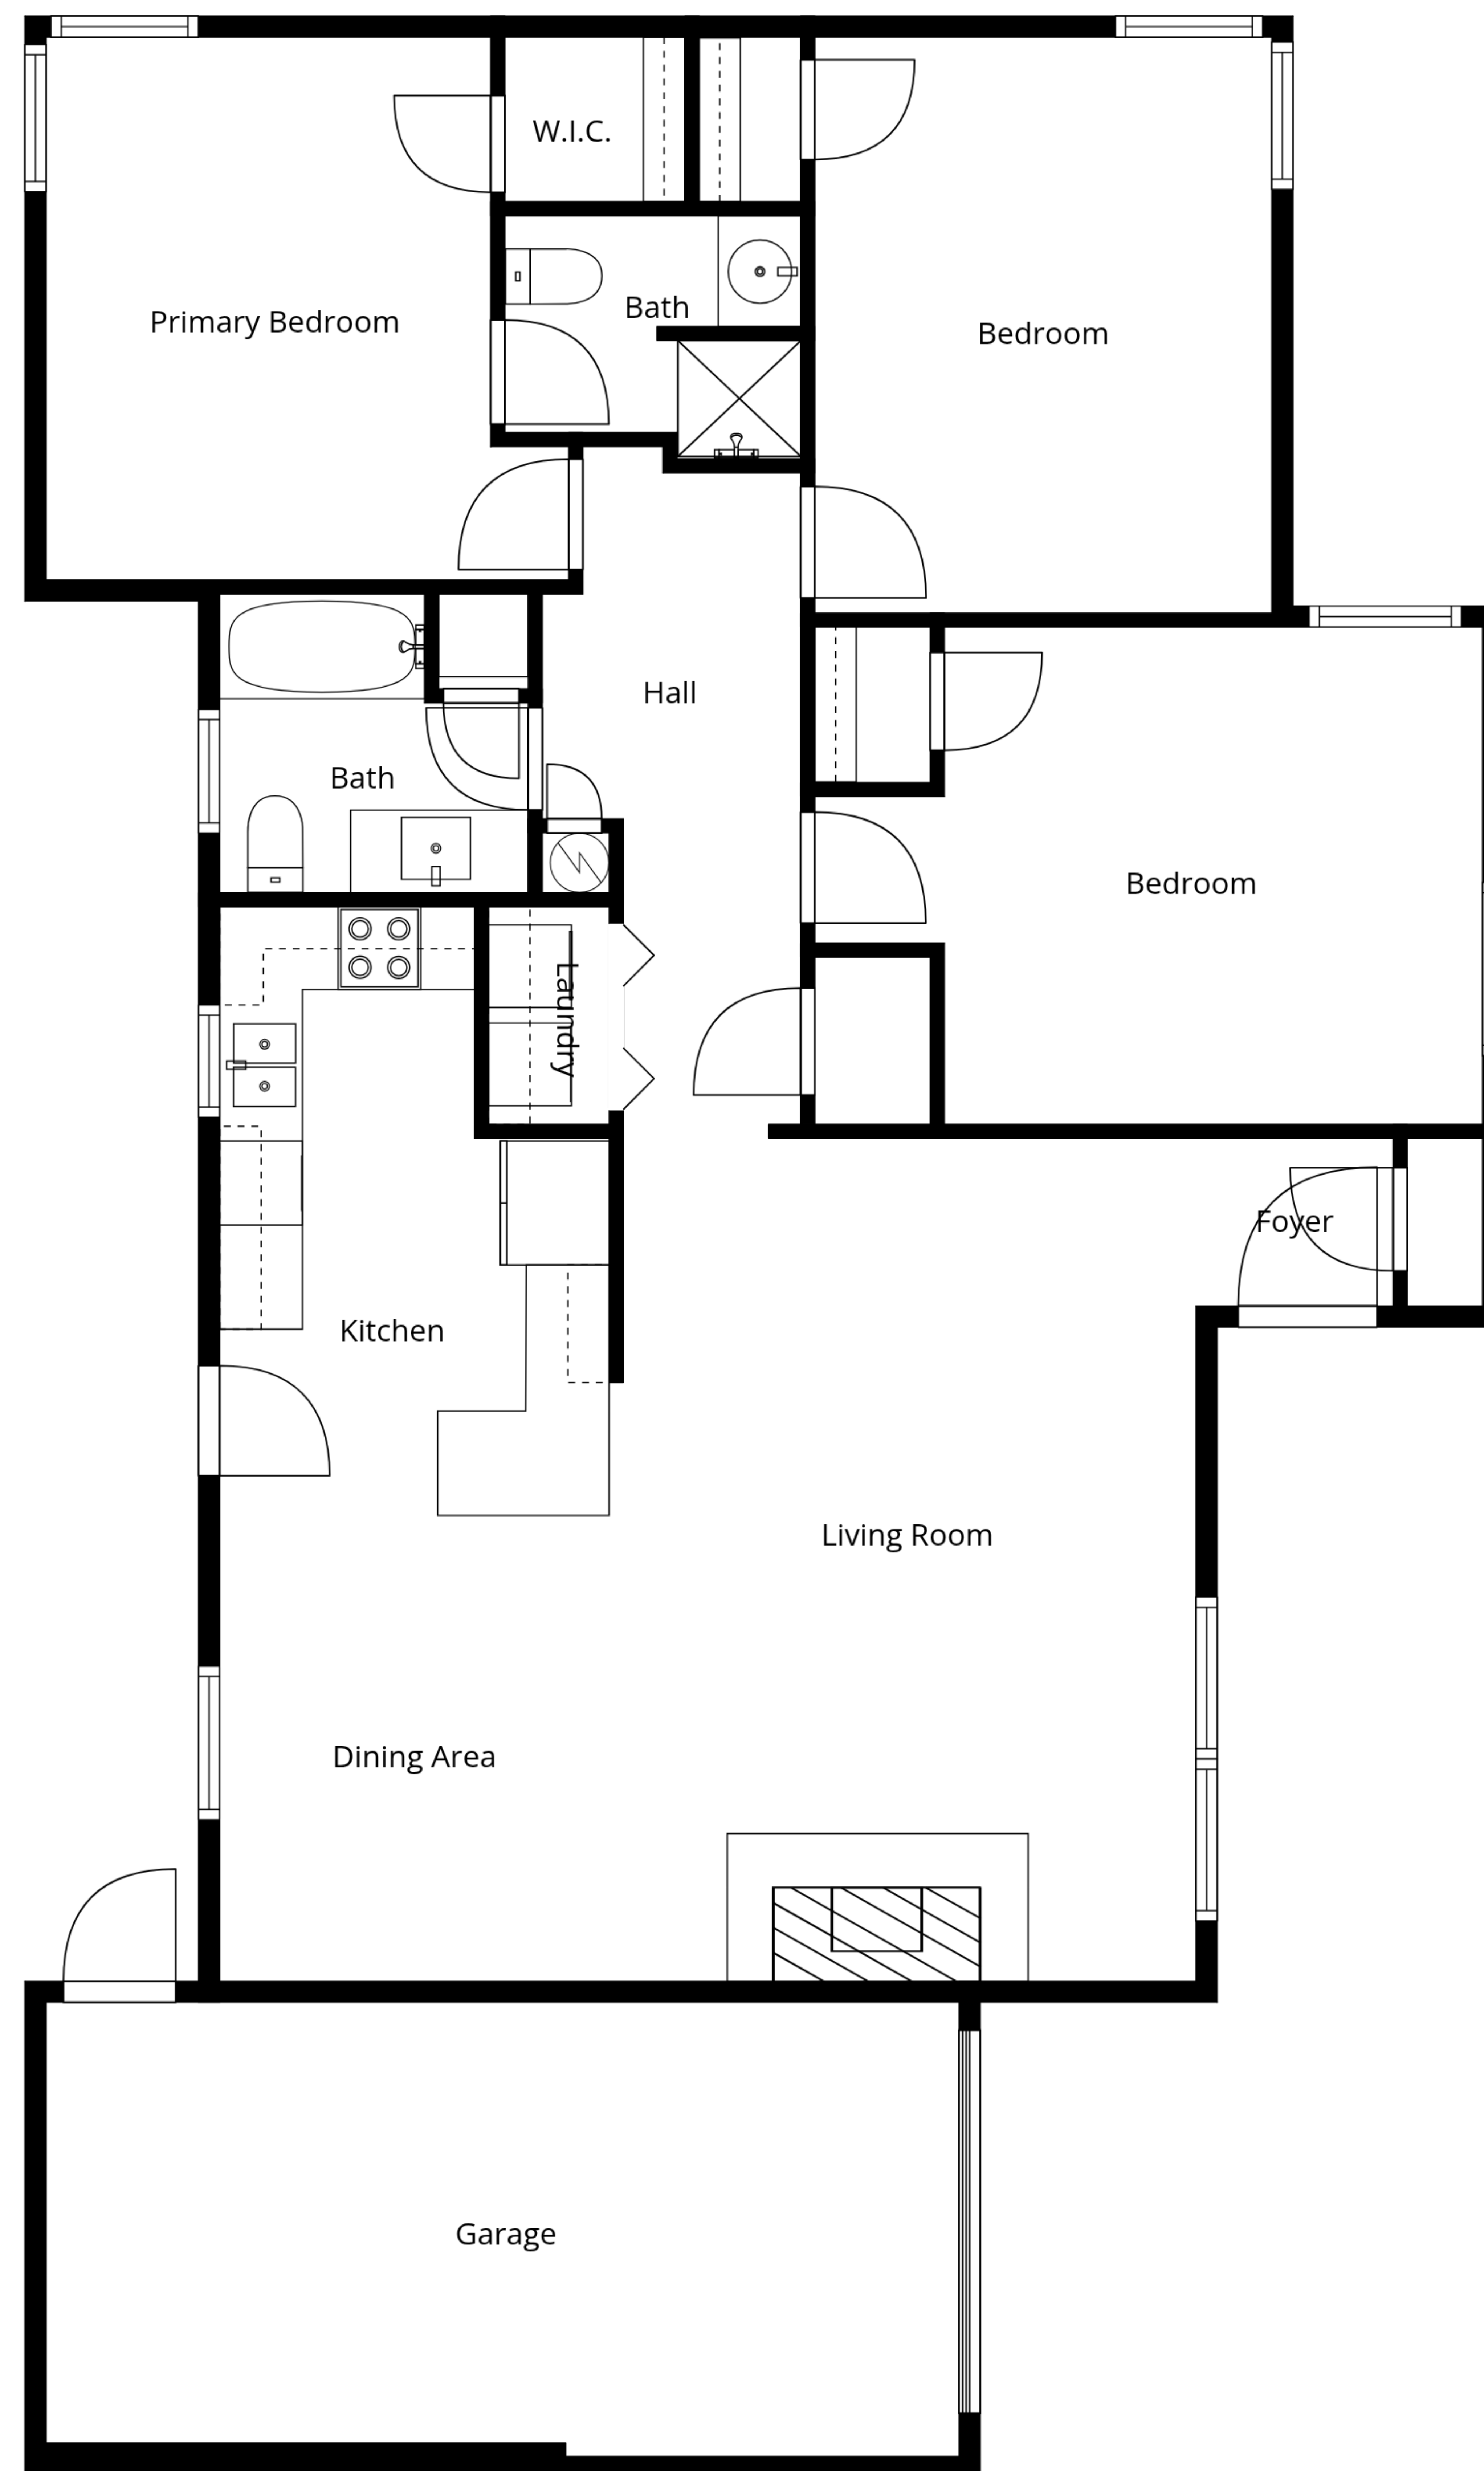 W.I.C.
Primary Bedroom
Bath
Bedroom
Hall
Bath
Bedroom
Laundry
Foyer
Kitchen
Living Room
Dining Area
Garage